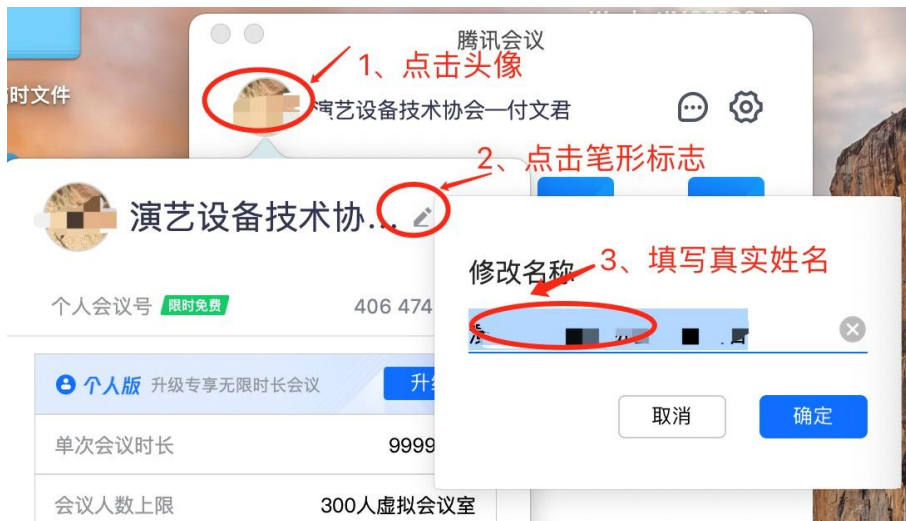 腾讯会议
1、点击头像
时文件
演艺设备技术协会—付文君
2、点击笔形标志
演艺设备技术协...
修改名称
3、填写真实姓名
个人会议号 限时免费 406 474
个人版 升级专享无限时长会议
取消 确定
单次会议时长 9999
会议人数上限 300人虚拟会议室